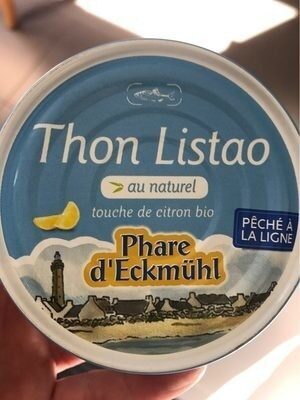 Thon Listao
au naturel
touche de citron bio
PÊCHÉ À
LA LIGNE
Phare
d'Eckmühl